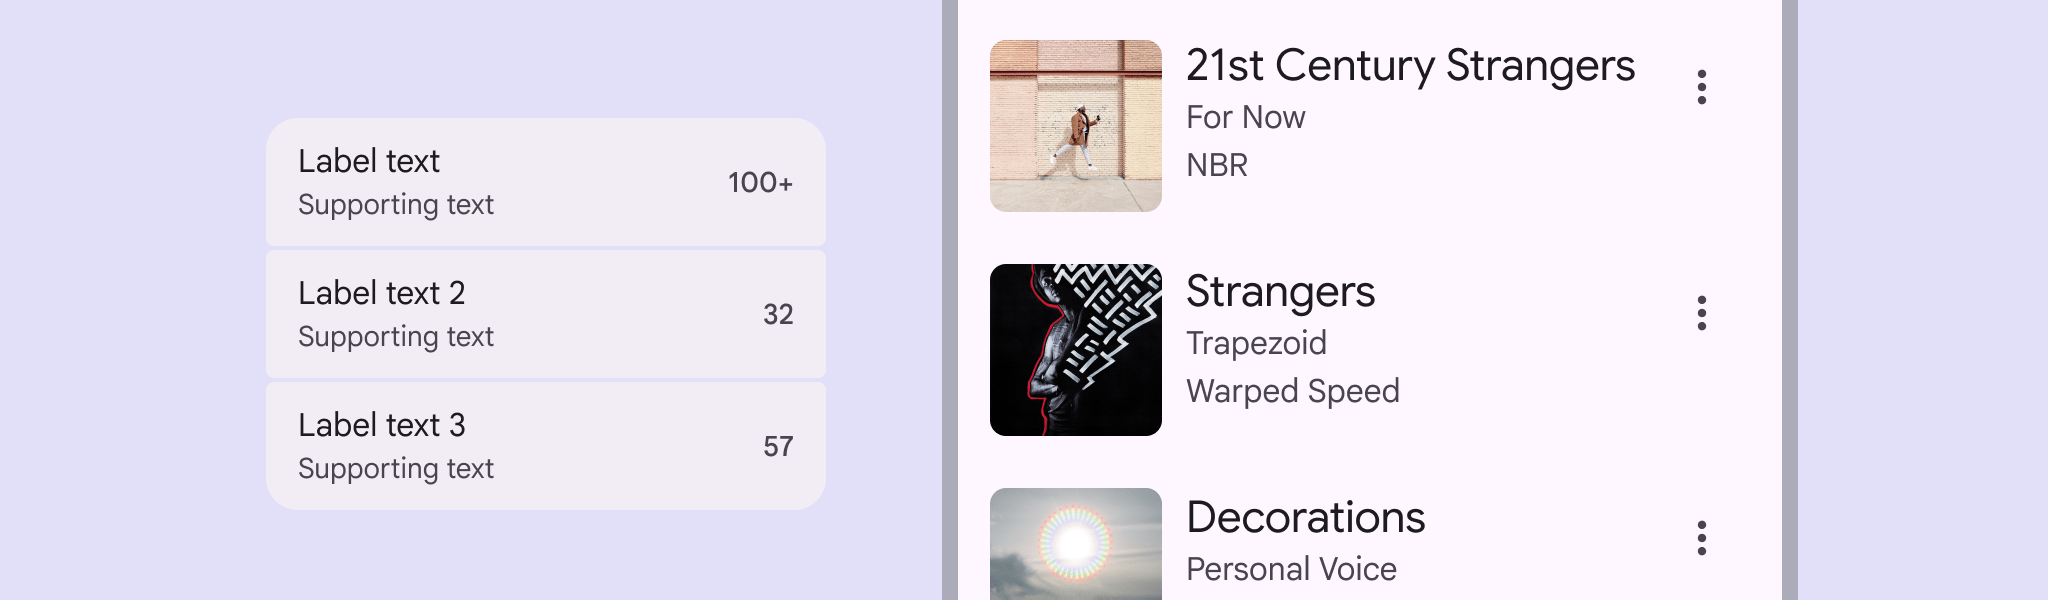 Label text
Supporting text
100+
Label text 2
Supporting text
32
Label text 3
Supporting text
57
21st Century Strangers
For Now
NBR
Strangers
Trapezoid
Warped Speed
Decorations
Personal Voice